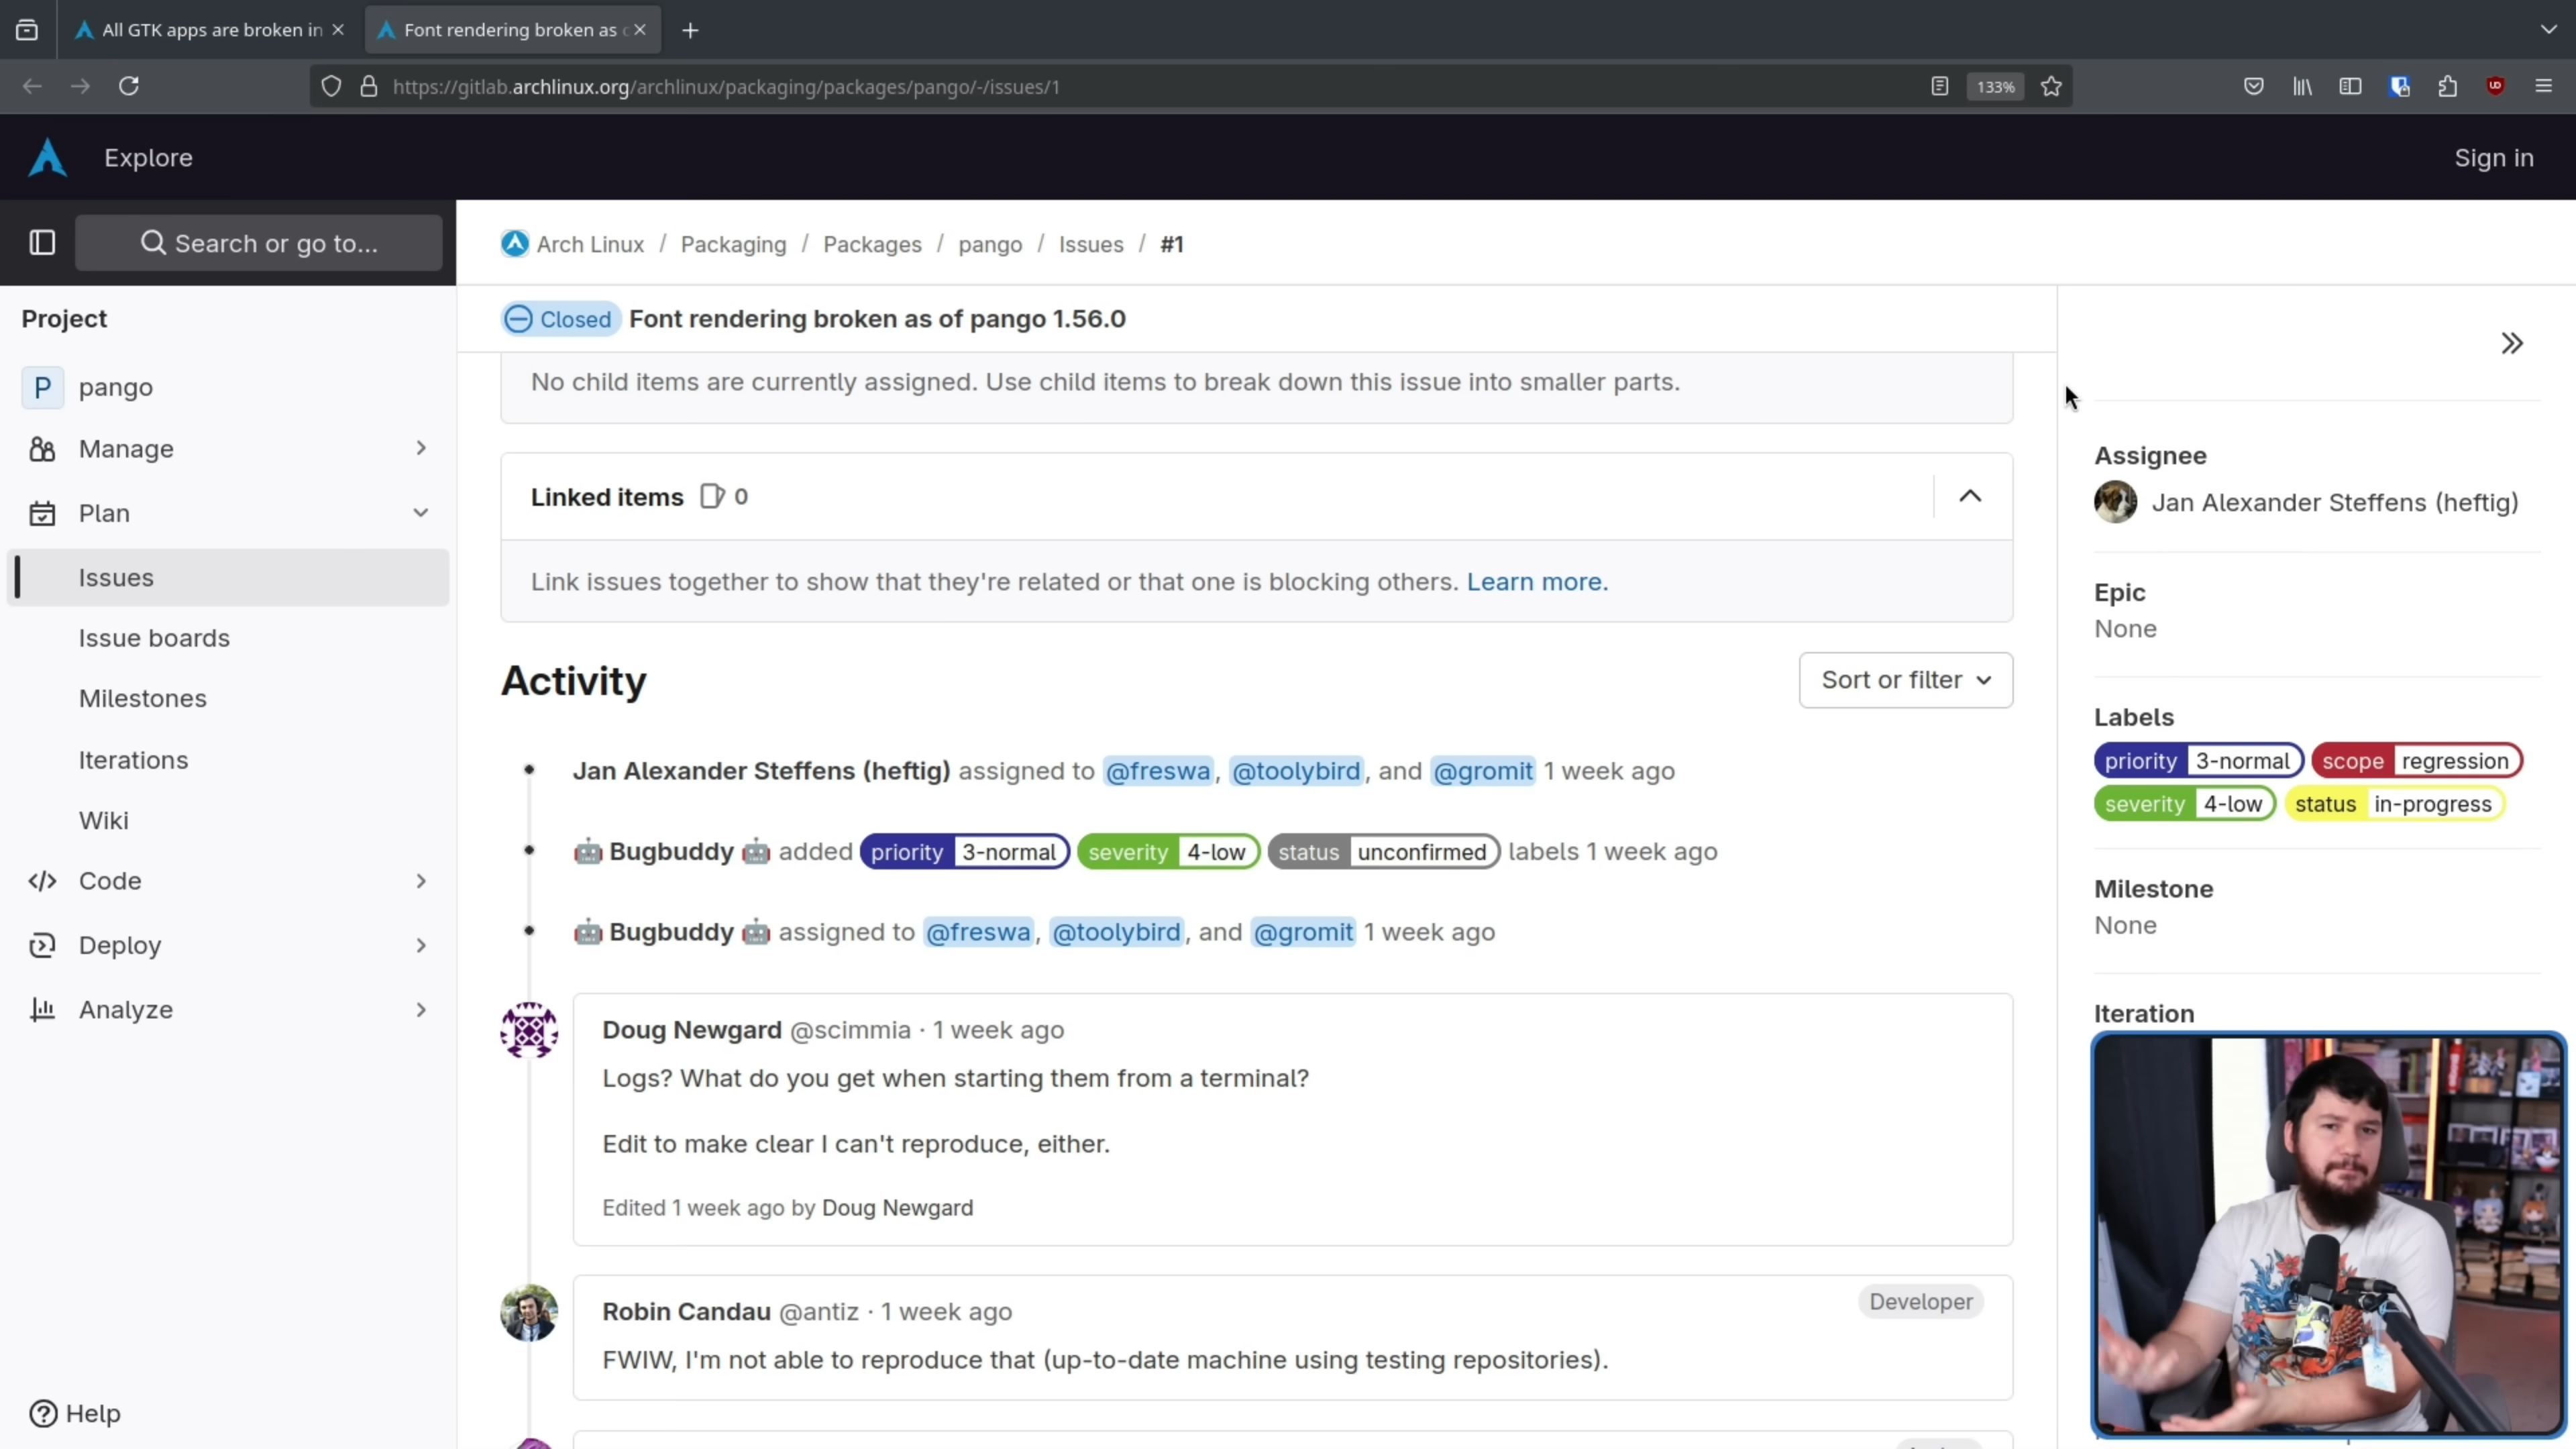 All GTK apps are broken in
Font rendering broken as
https://gitlab.archlinux.org/archlinux/packaging/packages/pango/-/issues/1
133%
Explore
Sign in
Search or go to...
Arch Linux / Packaging / Packages / pango / Issues / #1
Project
P pango
Manage
Plan
Issues
Issue boards
Milestones
Iterations
Wiki
Code
Deploy
Analyze
Help
Closed Font rendering broken as of pango 1.56.0
No child items are currently assigned. Use child items to break down this issue into smaller parts.
Linked items 0
Link issues together to show that they're related or that one is blocking others. Learn more.
Activity
Sort or filter
Jan Alexander Steffens (heftig) assigned to @freswa, @toolybird, and @gromit 1 week ago
Bugbuddy added priority 3-normal severity 4-low status unconfirmed labels 1 week ago
Bugbuddy assigned to @freswa, @toolybird, and @gromit 1 week ago
Doug Newgard @scimmia · 1 week ago
Logs? What do you get when starting them from a terminal?
Edit to make clear I can't reproduce, either.
Edited 1 week ago by Doug Newgard
Robin Candau @antiz · 1 week ago
Developer
FWIW, I'm not able to reproduce that (up-to-date machine using testing repositories).
Assignee
Jan Alexander Steffens (heftig)
Epic
None
Labels
priority 3-normal scope regression
severity 4-low status in-progress
Milestone
None
Iteration